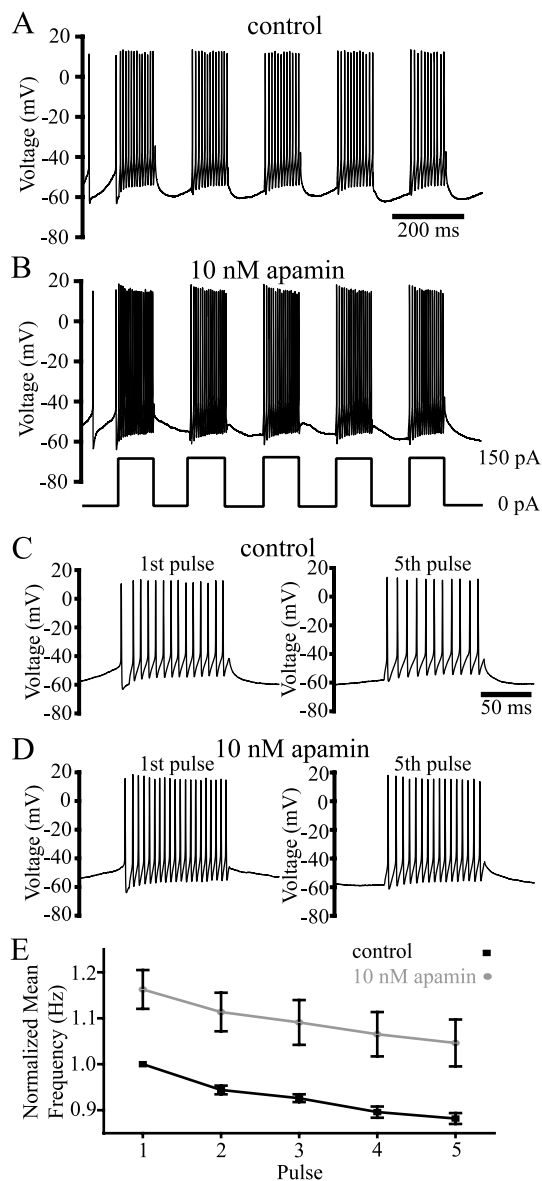 A control
20
0
-20
-40
-60
-80
Voltage (mV)
200 ms
B 10 nM apamin
20
0
-20
-40
-60
-80
Voltage (mV)
150 pA
0 pA
C control
1st pulse 5th pulse
20 20
0 0
-20 -20
-40 -40
-60 -60
-80 -80
Voltage (mV) Voltage (mV)
50 ms
D 10 nM apamin
1st pulse 5th pulse
20 20
0 0
-20 -20
-40 -40
-60 -60
-80 -80
Voltage (mV) Voltage (mV)
E
control
10 nM apamin
1.2
1.0
0.9
Normalized Mean
Frequency (Hz)
1 2 3 4 5
Pulse